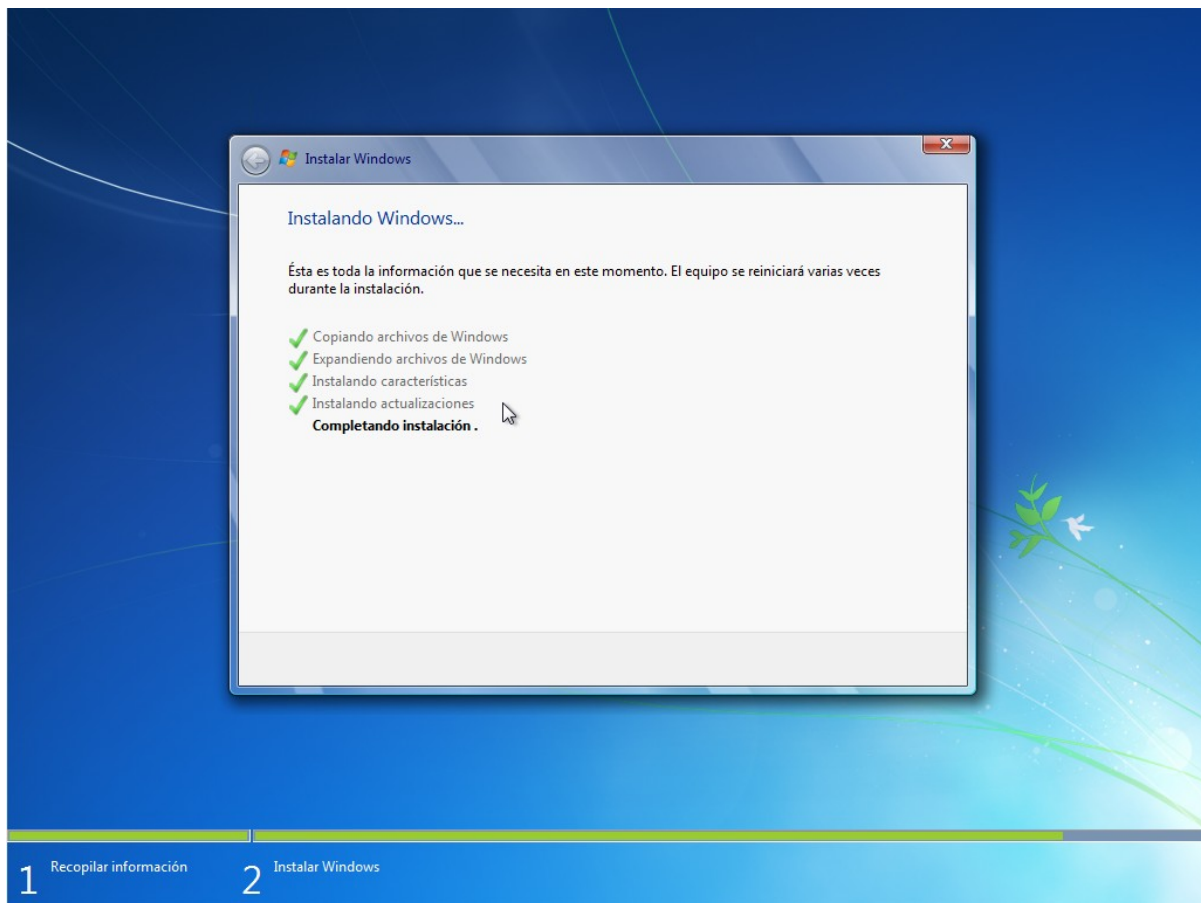 Instalar Windows
Instalando Windows...
Ésta es toda la información que se necesita en este momento. El equipo se reiniciará varias veces
durante la instalación.
Copiando archivos de Windows
Expandiendo archivos de Windows
Instalando características
Instalando actualizaciones
Completando instalación .
1 Recopilar información
2 Instalar Windows